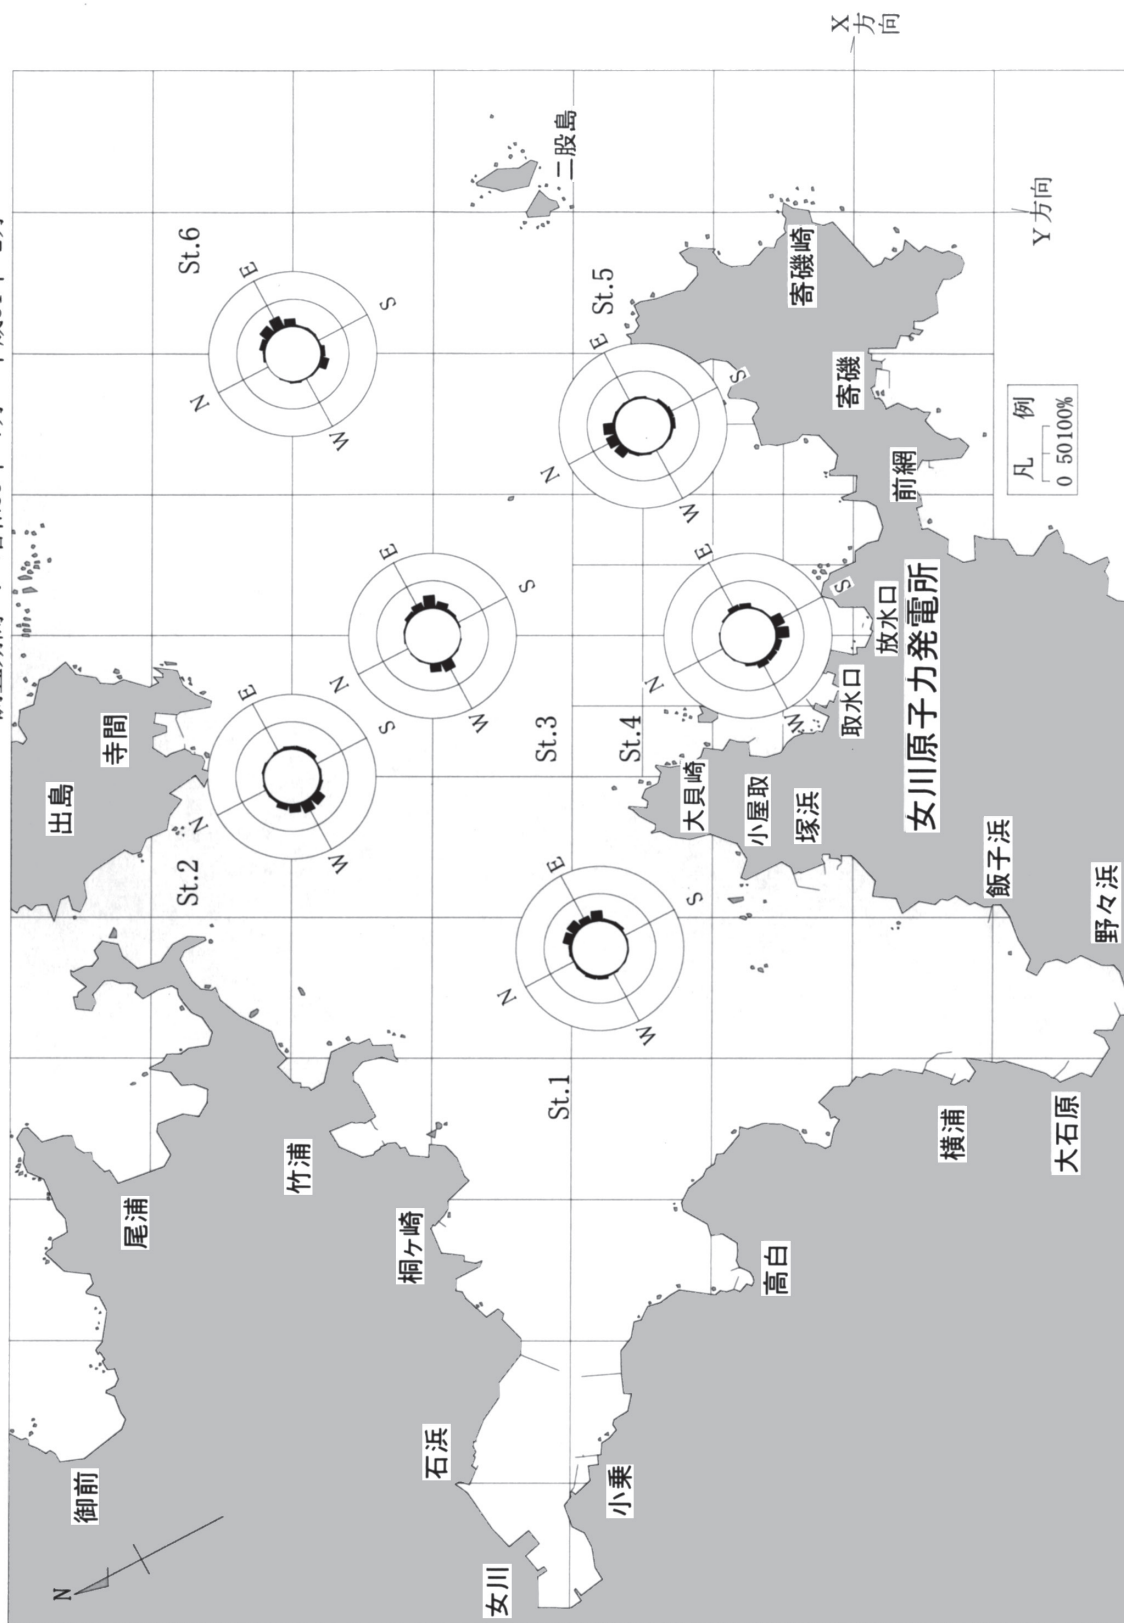 出島
寺間
St.6
N
E
S
W
二股島
St.2
N
E
S
W
N
E
S
W
St.3
St.5
N
E
S
W
St.4
N
E
S
W
St.1
N
E
S
W
御前
尾浦
竹浦
桐ヶ崎
石浜
女川
小乗
高白
横浦
大石原
野々浜
飯子浜
塚浜
小屋取
大貝崎
取水口
放水口
女川原子力発電所
前網
寄磯
寄磯崎
X方向
Y方向
凡例
0 50100%
N